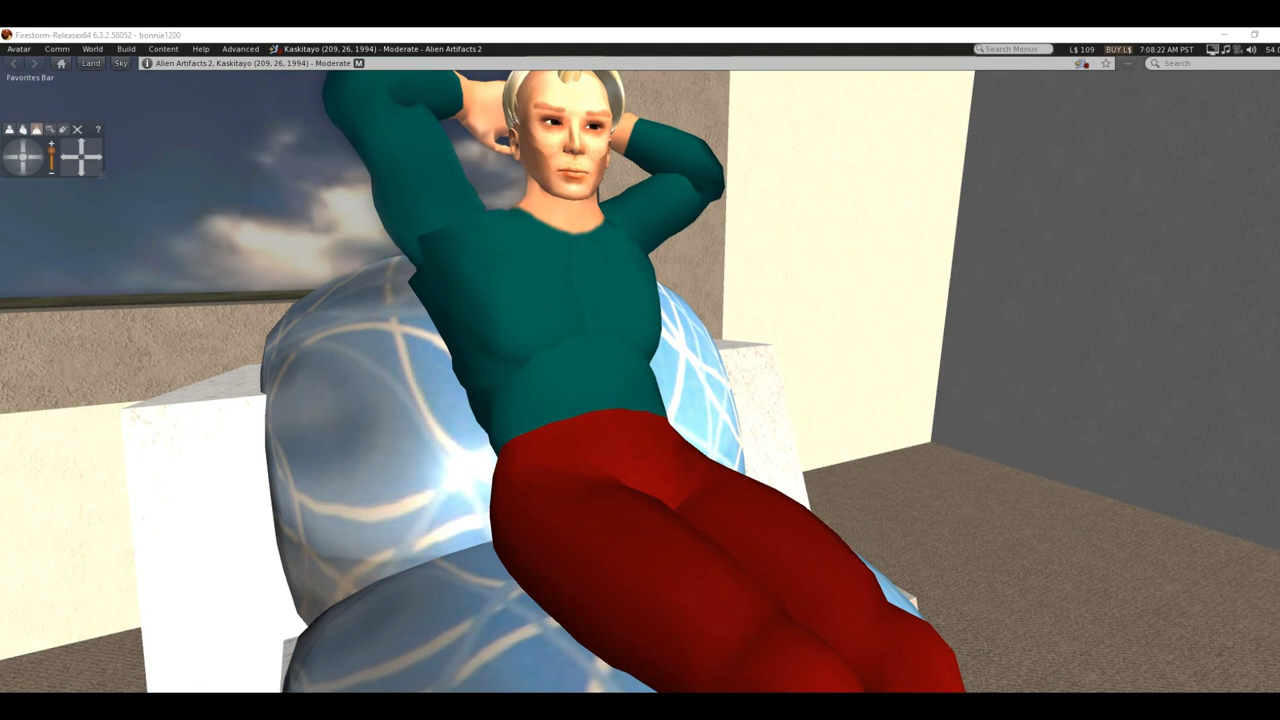 Firestorm-Releasex64 6.3.2.58052 - bonnie1200
Avatar Comm World Build Content Help Advanced Kaskitayo (209, 26, 1994) - Moderate - Alien Artifacts 2 Search Menus L$ 109 BUY L$ 7:08:22 AM PST 54.0
Land Sky Alien Artifacts 2, Kaskitayo (209, 26, 1994) - Moderate M Search
Favorites Bar
?